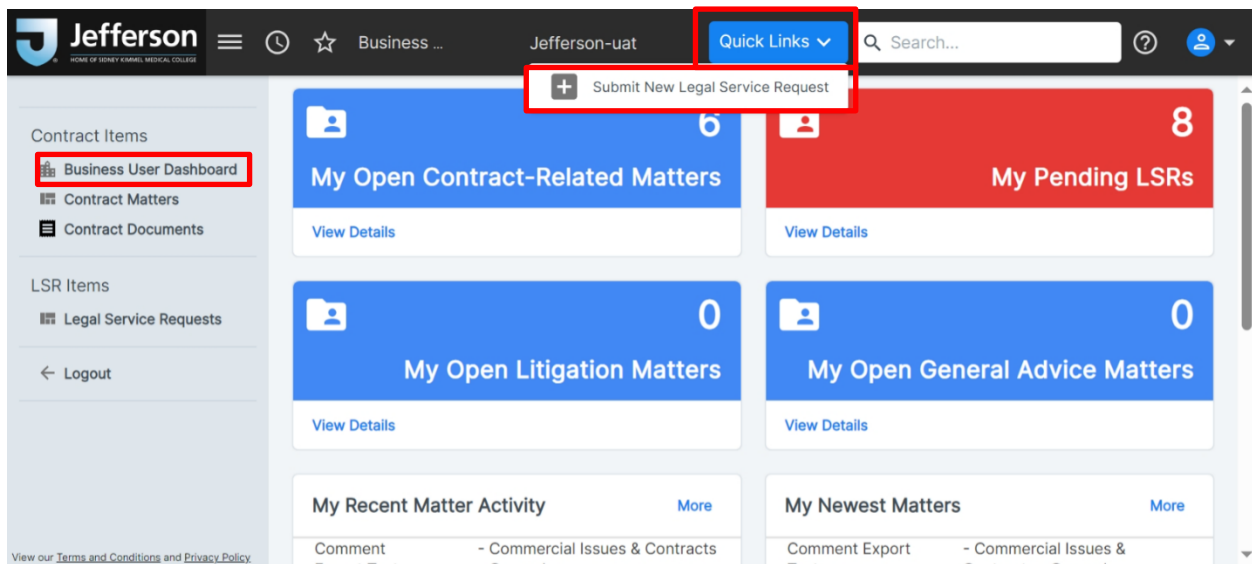 Jefferson
HOME OF SIDNEY KIMMEL MEDICAL COLLEGE
Business ...
Jefferson-uat
Quick Links
Search...
Submit New Legal Service Request
Contract Items
Business User Dashboard
Contract Matters
Contract Documents
LSR Items
Legal Service Requests
Logout
View our Terms and Conditions and Privacy Policy
6
My Open Contract-Related Matters
View Details
8
My Pending LSRs
View Details
0
My Open Litigation Matters
View Details
0
My Open General Advice Matters
View Details
My Recent Matter Activity More
Comment - Commercial Issues & Contracts
My Newest Matters More
Comment Export - Commercial Issues &